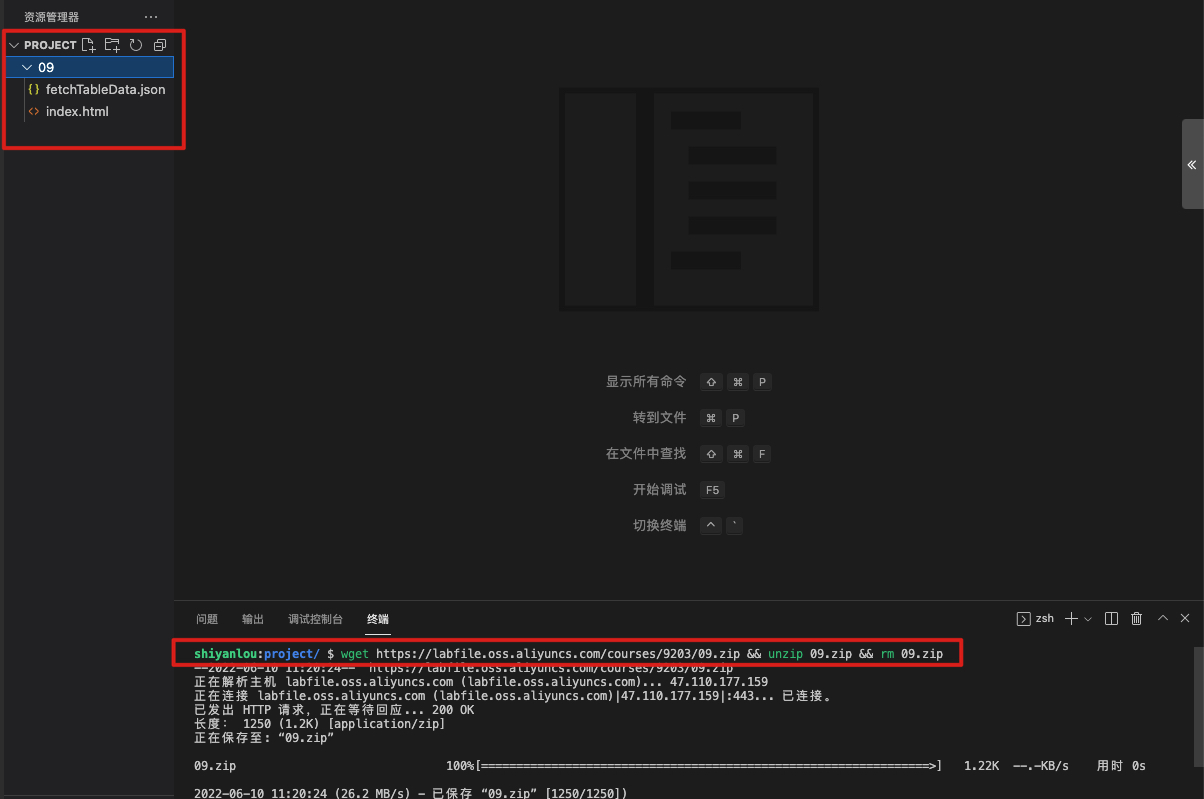 资源管理器 ···
PROJECT
09
{} fetchTableData.json
<> index.html
显示所有命令 ⇧ ⌘ P
转到文件 ⌘ P
在文件中查找 ⇧ ⌘ F
开始调试 F5
切换终端 ^ `
问题 输出 调试控制台 终端 zsh
shiyanlou:project/ $ wget https://labfile.oss.aliyuncs.com/courses/9203/09.zip && unzip 09.zip && rm 09.zip
--2022-06-10 11:20:24-- https://labfile.oss.aliyuncs.com/courses/9203/09.zip
正在解析主机 labfile.oss.aliyuncs.com (labfile.oss.aliyuncs.com)... 47.110.177.159
正在连接 labfile.oss.aliyuncs.com (labfile.oss.aliyuncs.com)|47.110.177.159|:443... 已连接。
已发出 HTTP 请求，正在等待回应... 200 OK
长度： 1250 (1.2K) [application/zip]
正在保存至: “09.zip”
09.zip 100%[================================================================>] 1.22K --.-KB/s 用时 0s
2022-06-10 11:20:24 (26.2 MB/s) - 已保存 “09.zip” [1250/1250])